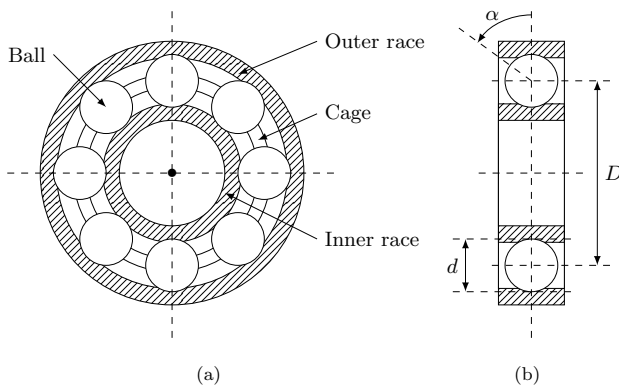 Ball
Outer race
Cage
Inner race
(a)
α
D
d
(b)